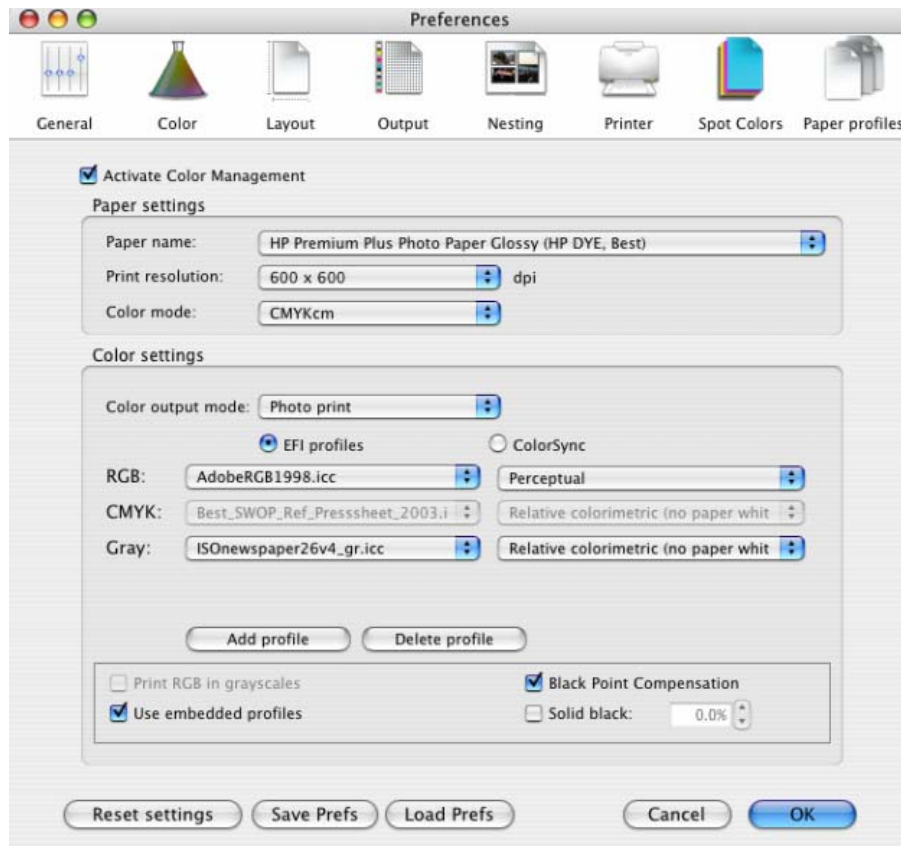 Preferences
General Color Layout Output Nesting Printer Spot Colors Paper profiles
Activate Color Management
Paper settings
Paper name: HP Premium Plus Photo Paper Glossy (HP DYE, Best)
Print resolution: 600 x 600 dpi
Color mode: CMYKcm
Color settings
Color output mode: Photo print
EFI profiles ColorSync
RGB: AdobeRGB1998.icc Perceptual
CMYK: Best_SWOP_Ref_Presssheet_2003.i Relative colorimetric (no paper whit
Gray: ISOnewspaper26v4_gr.icc Relative colorimetric (no paper whit
Add profile Delete profile
Print RGB in grayscales Black Point Compensation
Use embedded profiles Solid black: 0.0%
Reset settings Save Prefs Load Prefs Cancel OK